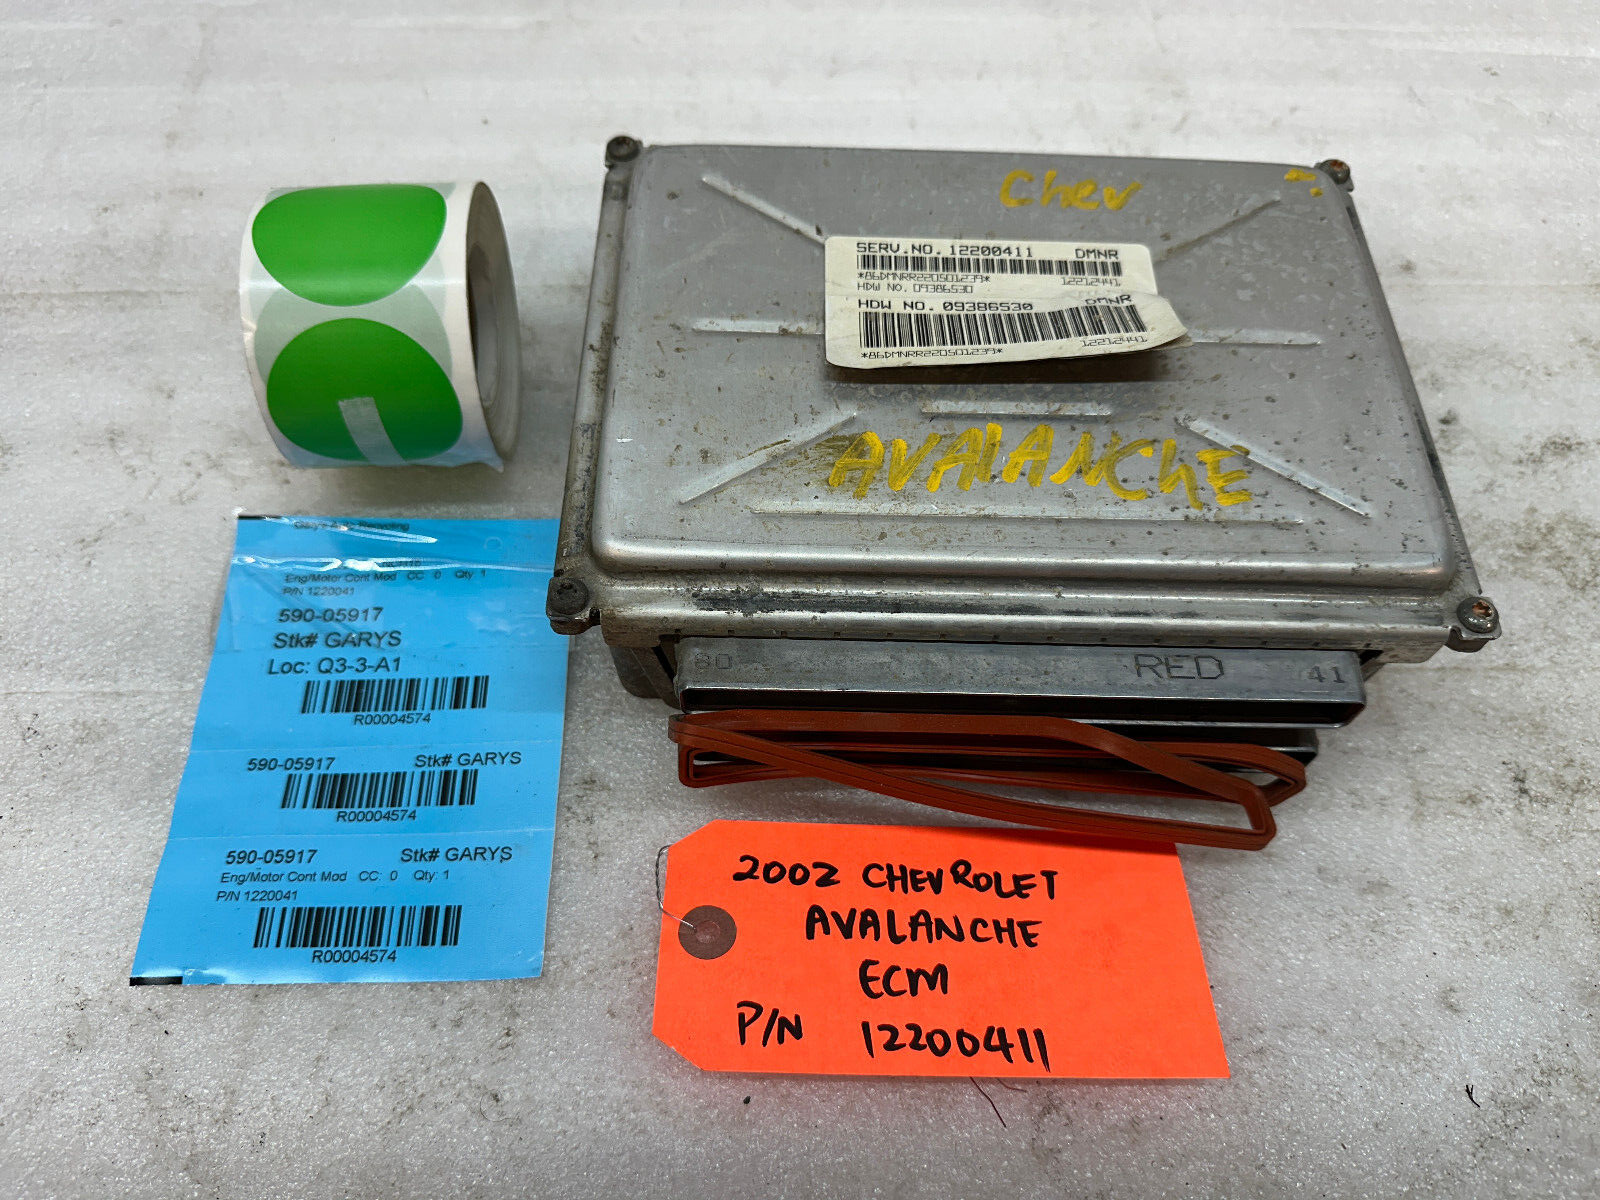 Chev
SERV.NO.12200411 DMNR
*86DMNRR220501239* 12212441
HDW NO. 09386530
HDW NO. 09386530 DMNR
*86DMNRR220501239* 12212441
AVALANCHE
80 RED 41
Eng/Motor Cont Mod CC: 0 Qty: 1
P/N 1220041
590-05917
Stk# GARYS
Loc: Q3-3-A1
R00004574
590-05917 Stk# GARYS
R00004574
590-05917 Stk# GARYS
Eng/Motor Cont Mod CC: 0 Qty: 1
P/N 1220041
R00004574
2002 CHEVROLET
AVALANCHE
ECM
P/N 12200411